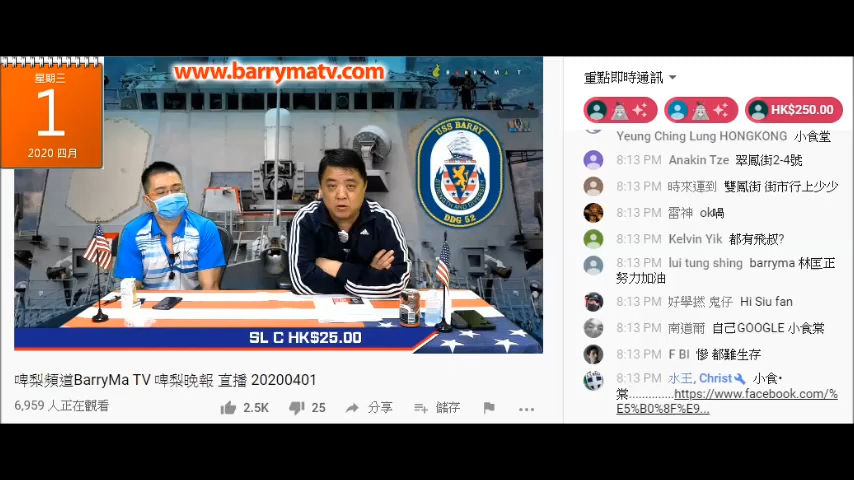 星期三
1
2020 四月
www.barrymatv.com
BARRYMAT
USS BARRY
DDG 52
SL C HK$25.00
啤梨頻道BarryMa TV 啤梨晚報 直播 20200401
6,959 人正在觀看
2.5K
25
分享
儲存
重點即時通訊
HK$250.00
Yeung Ching Lung HONGKONG 小食堂
8:13 PM Anakin Tze 翠鳳街2-4號
8:13 PM 時來運到 雙鳳街 街市行上少少
8:13 PM 雷神 ok喎
8:13 PM Kelvin Yik 都有飛叔?
8:13 PM lui tung shing barryma 林匡正
努力加油
8:13 PM 好學撚 鬼仔 Hi Siu fan
8:13 PM 南道爾 自己GOOGLE 小食棠
8:13 PM F BI 慘 都難生存
8:13 PM 水王, Christ 小食•
棠..............https://www.facebook.com/%
E5%B0%8F%E9...